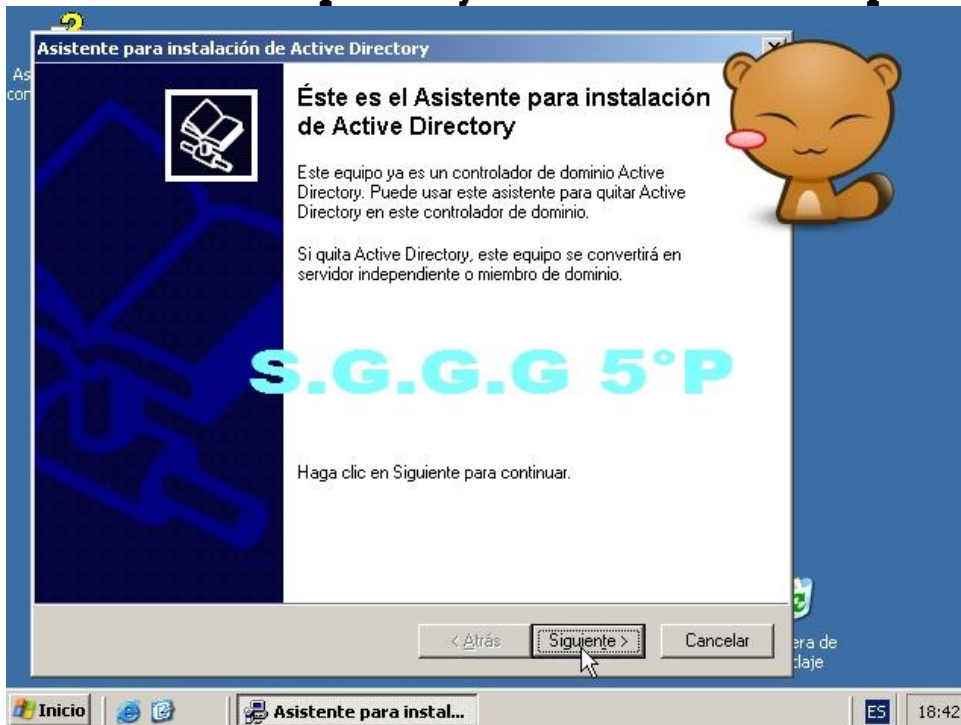 Asistente para instalación de Active Directory
Éste es el Asistente para instalación
de Active Directory
Este equipo ya es un controlador de dominio Active
Directory. Puede usar este asistente para quitar Active
Directory en este controlador de dominio.
Si quita Active Directory, este equipo se convertirá en
servidor independiente o miembro de dominio.
S.G.G.G 5°P
Haga clic en Siguiente para continuar.
< Atrás
Siguiente >
Cancelar
Inicio
Asistente para instal...
ES
18:42